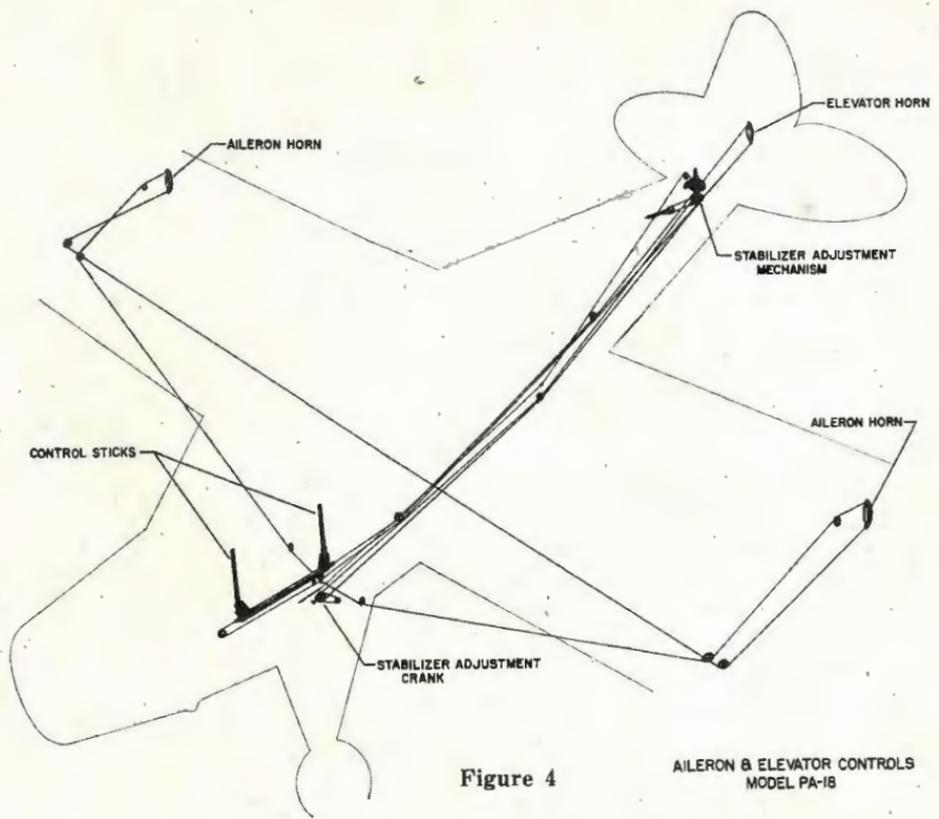 ELEVATOR HORN
AILERON HORN
STABILIZER ADJUSTMENT
MECHANISM
AILERON HORN
CONTROL STICKS
STABILIZER ADJUSTMENT
CRANK
Figure 4
AILERON & ELEVATOR CONTROLS
MODEL PA-18